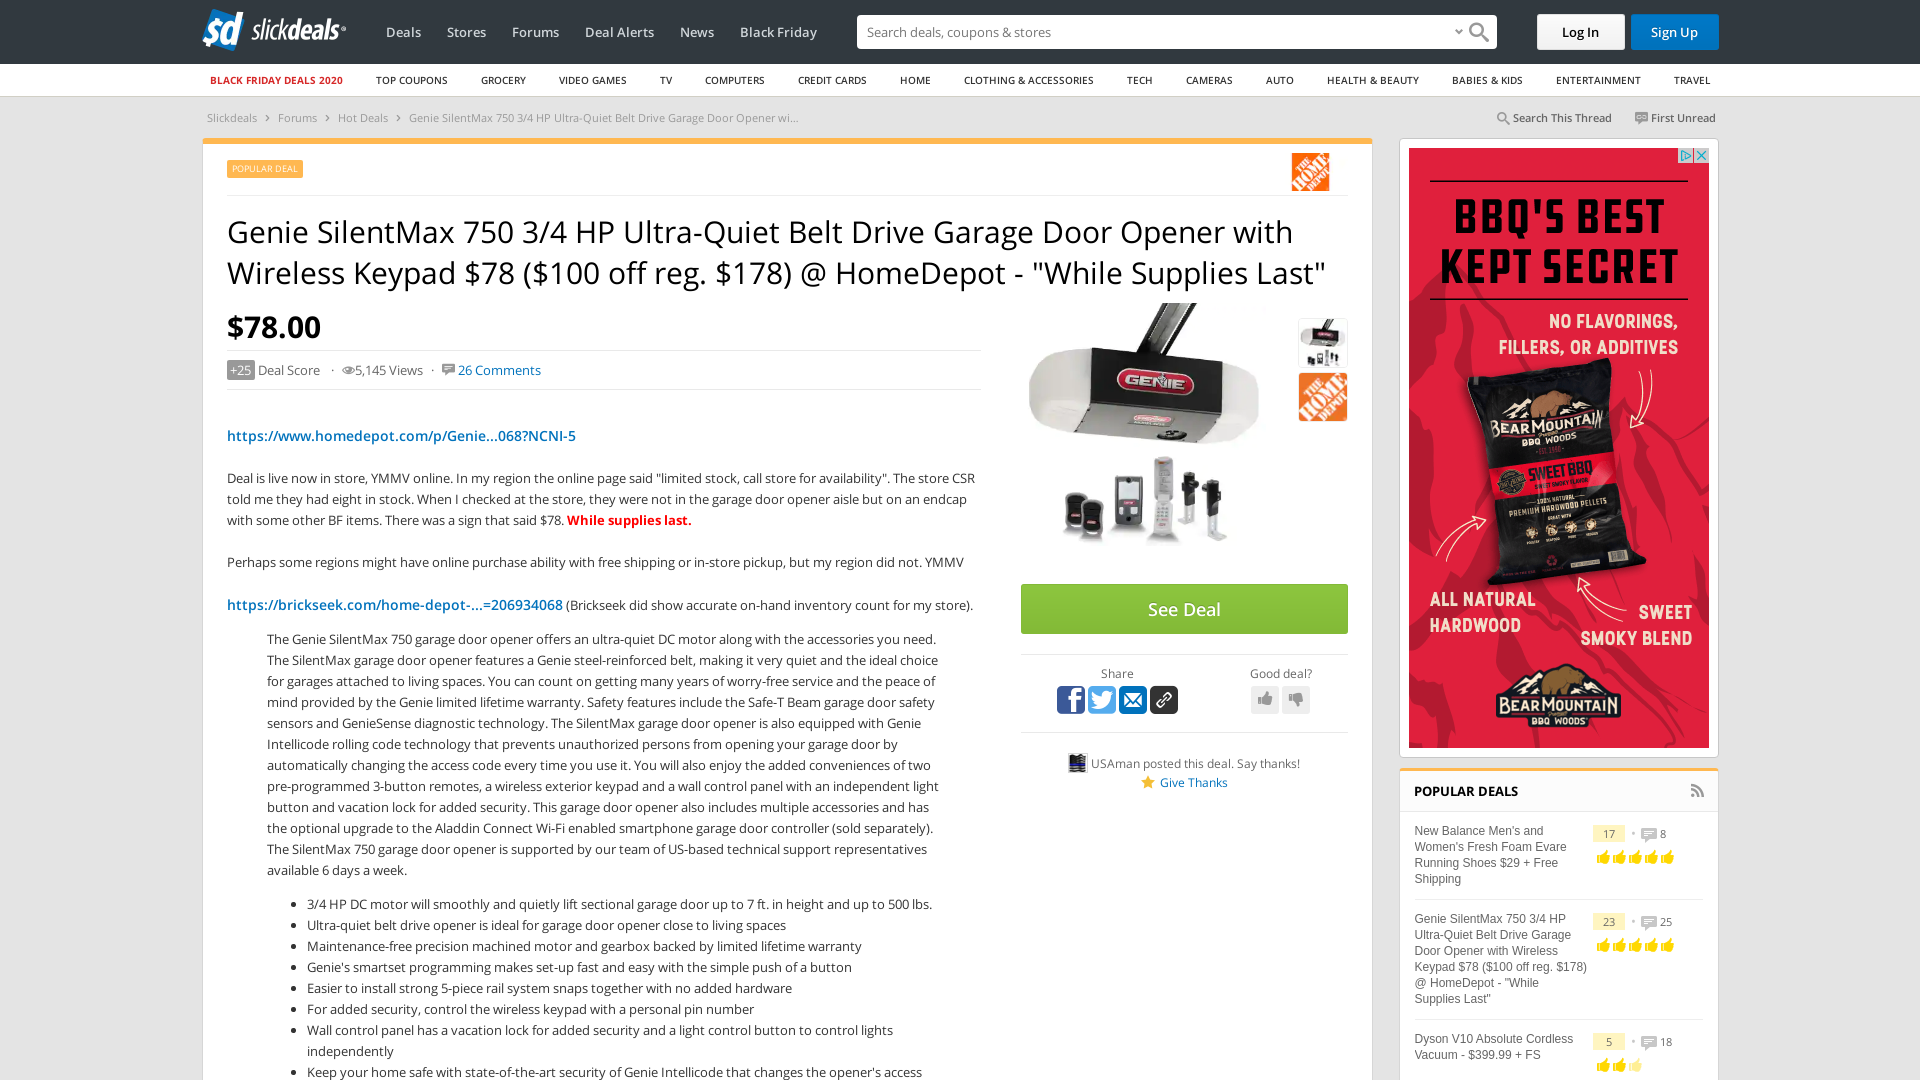 sd slickdeals
Deals Stores Forums Deal Alerts News Black Friday
Search deals, coupons & stores
Log In Sign Up
BLACK FRIDAY DEALS 2020 TOP COUPONS GROCERY VIDEO GAMES TV COMPUTERS CREDIT CARDS HOME CLOTHING & ACCESSORIES TECH CAMERAS AUTO HEALTH & BEAUTY BABIES & KIDS ENTERTAINMENT TRAVEL
Slickdeals > Forums > Hot Deals > Genie SilentMax 750 3/4 HP Ultra-Quiet Belt Drive Garage Door Opener wi...
Search This Thread First Unread
POPULAR DEAL
THE HOME DEPOT
Genie SilentMax 750 3/4 HP Ultra-Quiet Belt Drive Garage Door Opener with
Wireless Keypad $78 ($100 off reg. $178) @ HomeDepot - "While Supplies Last"
$78.00
+25 Deal Score · 5,145 Views · 26 Comments
https://www.homedepot.com/p/Genie...068?NCNI-5
Deal is live now in store, YMMV online. In my region the online page said "limited stock, call store for availability". The store CSR
told me they had eight in stock. When I checked at the store, they were not in the garage door opener aisle but on an endcap
with some other BF items. There was a sign that said $78. While supplies last.
Perhaps some regions might have online purchase ability with free shipping or in-store pickup, but my region did not. YMMV
https://brickseek.com/home-depot-...=206934068 (Brickseek did show accurate on-hand inventory count for my store).
The Genie SilentMax 750 garage door opener offers an ultra-quiet DC motor along with the accessories you need.
The SilentMax garage door opener features a Genie steel-reinforced belt, making it very quiet and the ideal choice
for garages attached to living spaces. You can count on getting many years of worry-free service and the peace of
mind provided by the Genie limited lifetime warranty. Safety features include the Safe-T Beam garage door safety
sensors and GenieSense diagnostic technology. The SilentMax garage door opener is also equipped with Genie
Intellicode rolling code technology that prevents unauthorized persons from opening your garage door by
automatically changing the access code every time you use it. You will also enjoy the added conveniences of two
pre-programmed 3-button remotes, a wireless exterior keypad and a wall control panel with an independent light
button and vacation lock for added security. This garage door opener also includes multiple accessories and has
the optional upgrade to the Aladdin Connect Wi-Fi enabled smartphone garage door controller (sold separately).
The SilentMax 750 garage door opener is supported by our team of US-based technical support representatives
available 6 days a week.
• 3/4 HP DC motor will smoothly and quietly lift sectional garage door up to 7 ft. in height and up to 500 lbs.
• Ultra-quiet belt drive opener is ideal for garage door opener close to living spaces
• Maintenance-free precision machined motor and gearbox backed by limited lifetime warranty
• Genie's smartset programming makes set-up fast and easy with the simple push of a button
• Easier to install strong 5-piece rail system snaps together with no added hardware
• For added security, control the wireless keypad with a personal pin number
• Wall control panel has a vacation lock for added security and a light control button to control lights
independently
• Keep your home safe with state-of-the-art security of Genie Intellicode that changes the opener's access
GENIE
THE HOME DEPOT
See Deal
Share Good deal?
USAman posted this deal. Say thanks!
Give Thanks
BBQ'S BEST
KEPT SECRET
NO FLAVORINGS,
FILLERS, OR ADDITIVES
BEAR MOUNTAIN
BBQ WOODS
SWEET BBQ
PREMIUM HARDWOOD PELLETS
ALL NATURAL
HARDWOOD
SWEET
SMOKY BLEND
BEAR MOUNTAIN
BBQ WOODS
POPULAR DEALS
New Balance Men's and
Women's Fresh Foam Evare
Running Shoes $29 + Free
Shipping
17 • 8
Genie SilentMax 750 3/4 HP
Ultra-Quiet Belt Drive Garage
Door Opener with Wireless
Keypad $78 ($100 off reg. $178)
@ HomeDepot - "While
Supplies Last"
23 • 25
Dyson V10 Absolute Cordless
Vacuum - $399.99 + FS
5 • 18